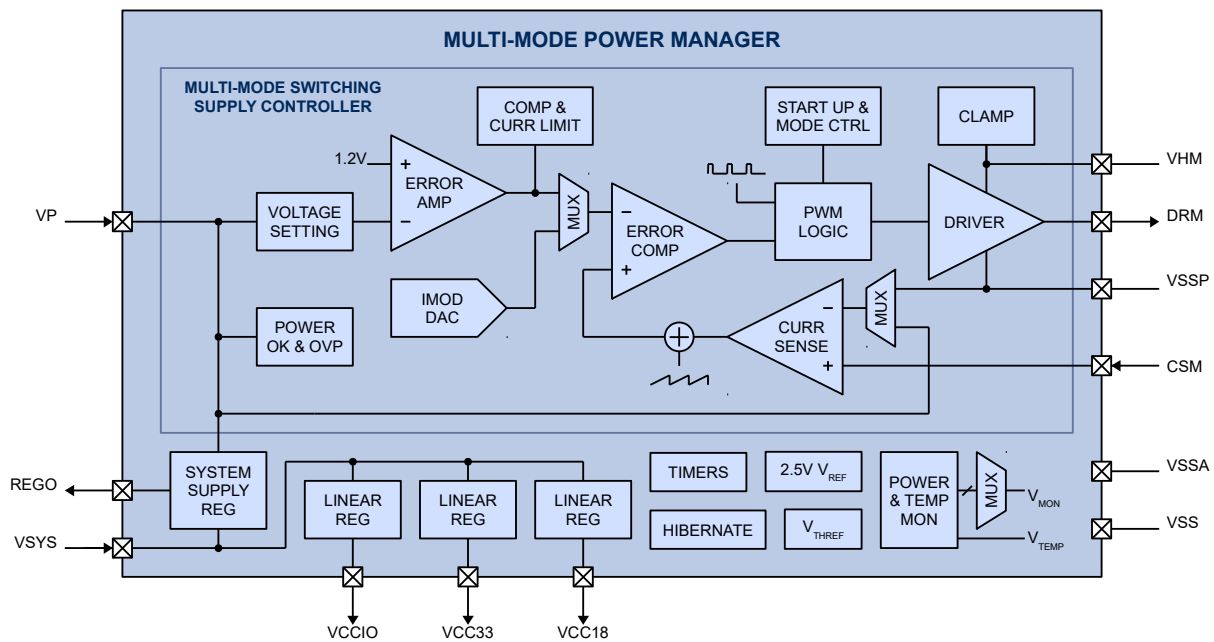 MULTI-MODE POWER MANAGER
MULTI-MODE SWITCHING
SUPPLY CONTROLLER
COMP &
CURR LIMIT
START UP &
MODE CTRL
CLAMP
1.2V
+
ERROR
AMP
−
VHM
VP
VOLTAGE
SETTING
MUX
−
ERROR
COMP
+
PWM
LOGIC
DRIVER
DRM
IMOD
DAC
VSSP
POWER
OK & OVP
−
CURR
SENSE
+
MUX
CSM
REGO
SYSTEM
SUPPLY
REG
VSYS
LINEAR
REG
LINEAR
REG
LINEAR
REG
TIMERS
2.5V VREF
HIBERNATE
VTHREF
POWER
& TEMP
MON
MUX
VMON
VTEMP
VSSA
VSS
VCCIO
VCC33
VCC18